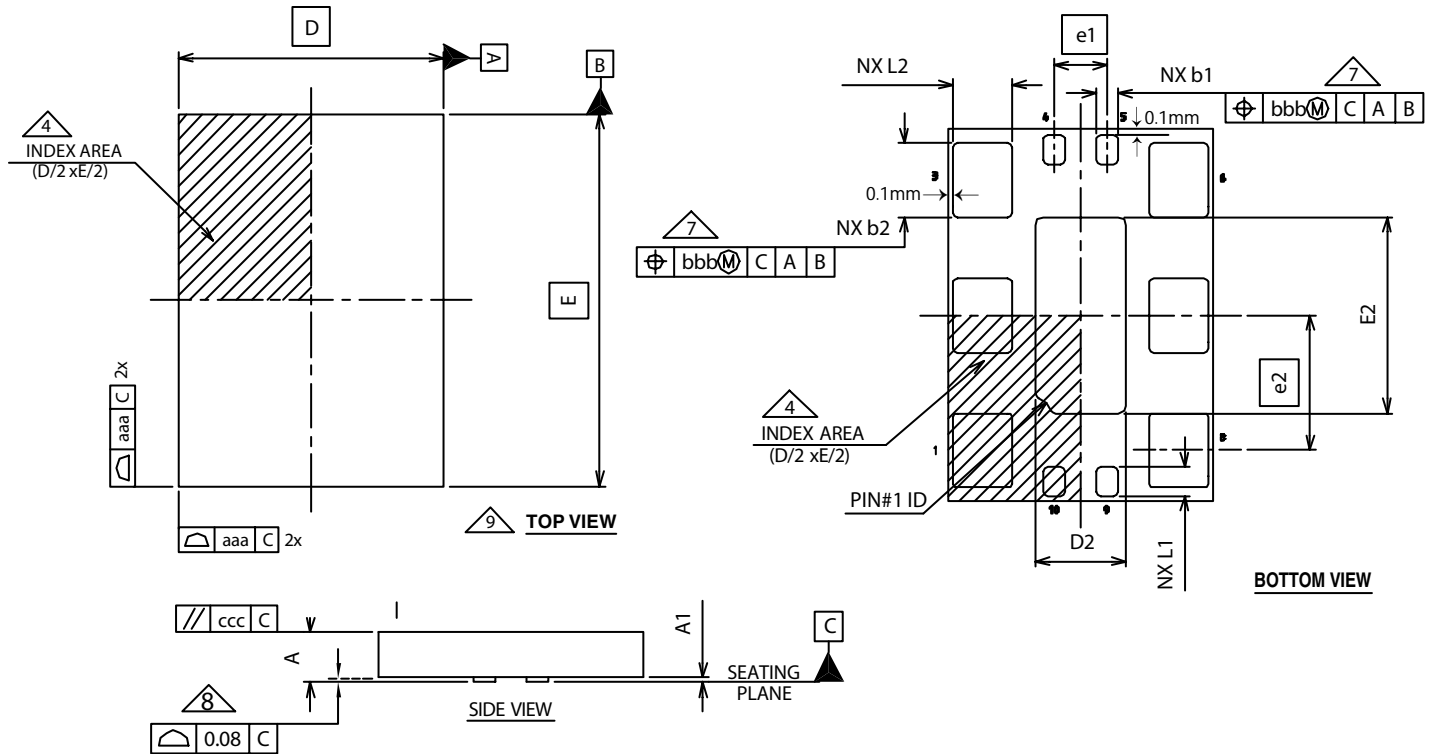 D
A
B
4
INDEX AREA
(D/2 xE/2)
E
aaa C 2x
aaa C 2x
9 TOP VIEW
e1
NX L2
NX b1
7
bbb M C A B
4
5
0.1mm
3
0.1mm
NX b2
7
bbb M C A B
E2
e2
4
INDEX AREA
(D/2 xE/2)
1
PIN#1 ID
10
9
D2
NX L1
BOTTOM VIEW
// ccc C
A
A1
C
SEATING
PLANE
8
0.08 C
SIDE VIEW